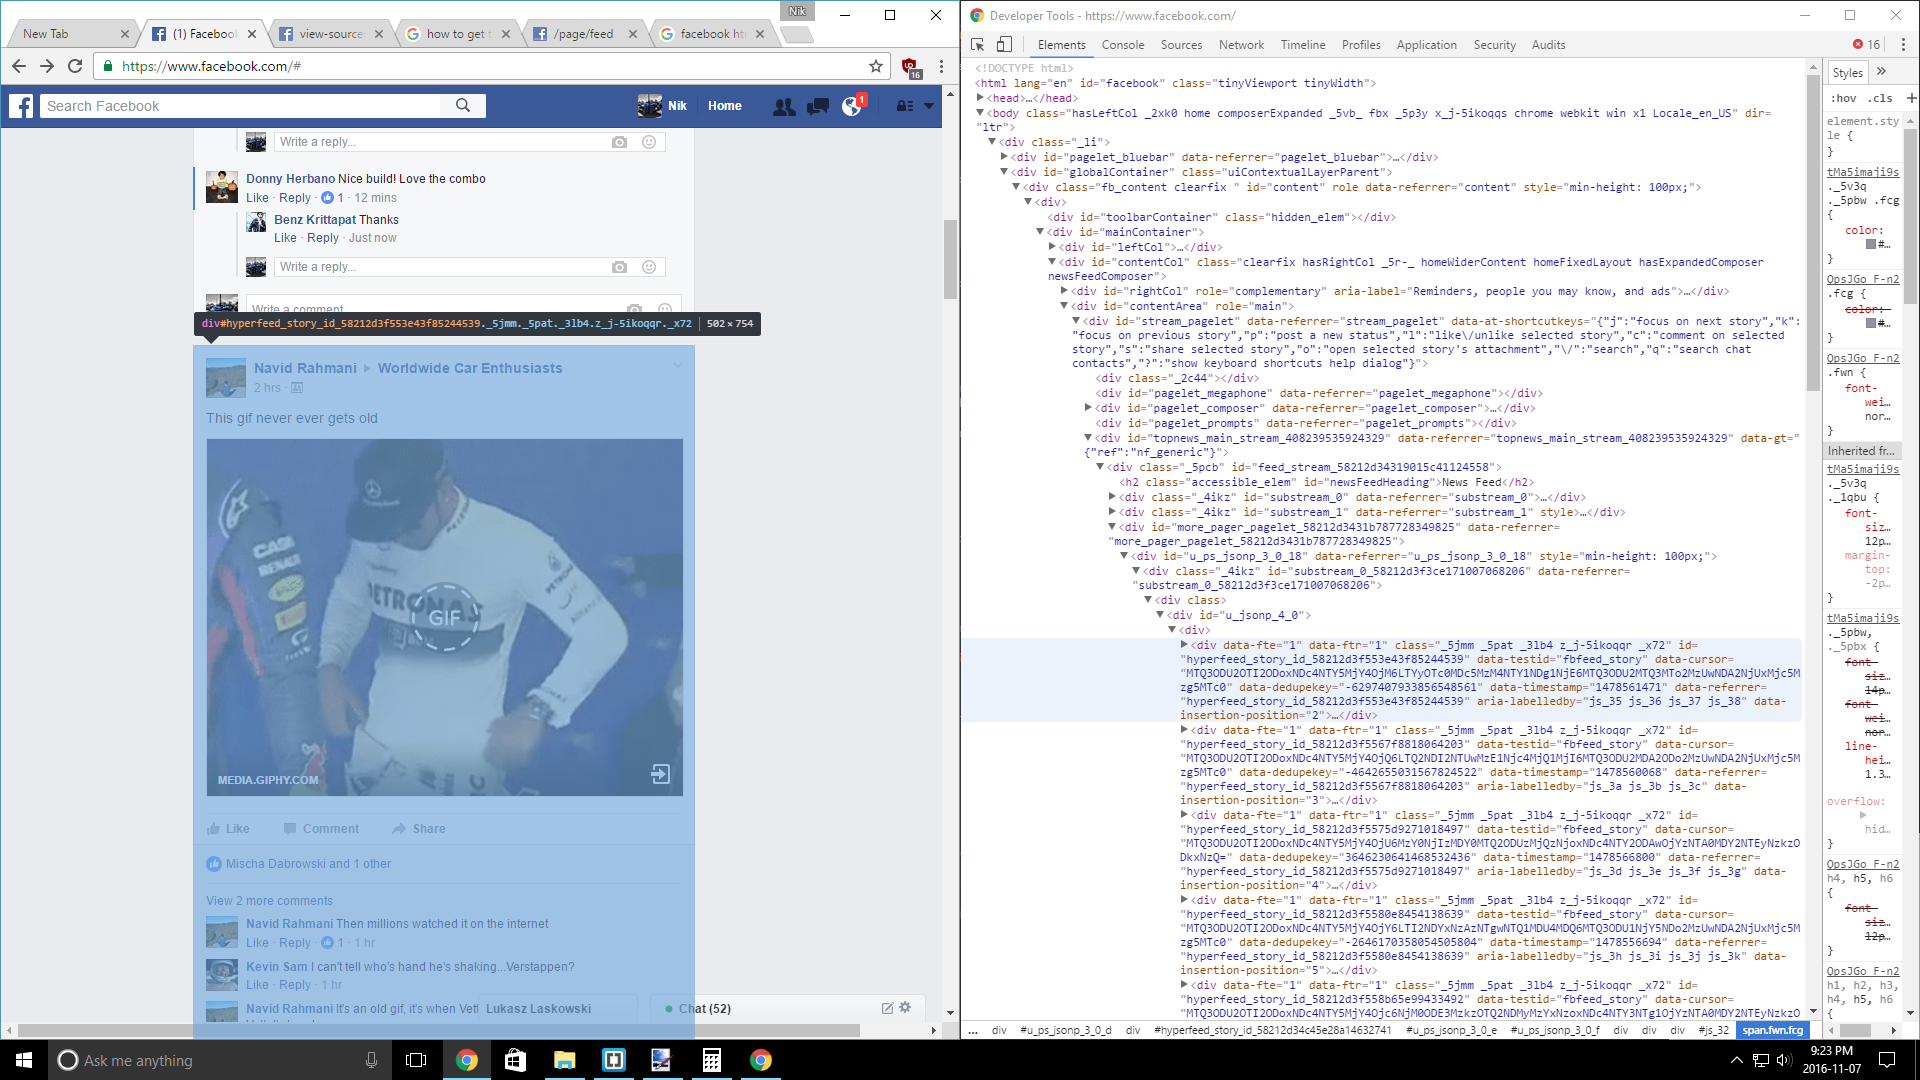 Nik
New Tab
(1) Facebook
view-source
how to get t
/page/feed
facebook ht
https://www.facebook.com/#
16
Search Facebook
Nik
Home
1
Write a reply...
Donny Herbano Nice build! Love the combo
Like · Reply · 1 · 12 mins
Benz Krittapat Thanks
Like · Reply · Just now
Write a reply...
Write a comment
div#hyperfeed_story_id_58212d3f553e43f85244539._5jmm._5pat._3lb4.z_j-5ikoqqr._x72 | 502 × 754
Navid Rahmani ▸ Worldwide Car Enthusiasts
2 hrs ·
This gif never ever gets old
CASIO
RENAU
PETRONAS
GIF
MEDIA.GIPHY.COM
Like Comment Share
Mischa Dabrowski and 1 other
View 2 more comments
Navid Rahmani Then millions watched it on the internet
Like · Reply · 1 · 1 hr
Kevin Sam I can't tell who's hand he's shaking...Verstappen?
Like · Reply · 1 hr
Navid Rahmani It's an old gif, it's when Vett
Lukasz Laskowski
Chat (52)
Developer Tools - https://www.facebook.com/
Elements Console Sources Network Timeline Profiles Application Security Audits 16
<!DOCTYPE html>
<html lang="en" id="facebook" class="tinyViewport tinyWidth">
<head>…</head>
<body class="hasLeftCol _2xk0 home composerExpanded _5vb_ fbx _5p3y x_j-5ikoqqs chrome webkit win x1 Locale_en_US" dir=
"ltr">
<div class="_li">
<div id="pagelet_bluebar" data-referrer="pagelet_bluebar">…</div>
<div id="globalContainer" class="uiContextualLayerParent">
<div class="fb_content clearfix " id="content" role data-referrer="content" style="min-height: 100px;">
<div>
<div id="toolbarContainer" class="hidden_elem"></div>
<div id="mainContainer">
<div id="leftCol">…</div>
<div id="contentCol" class="clearfix hasRightCol _5r-_ homeWiderContent homeFixedLayout hasExpandedComposer
newsFeedComposer">
<div id="rightCol" role="complementary" aria-label="Reminders, people you may know, and ads">…</div>
<div id="contentArea" role="main">
<div id="stream_pagelet" data-referrer="stream_pagelet" data-at-shortcutkeys="{"j":"focus on next story","k":
"focus on previous story","p":"post a new status","l":"like\/unlike selected story","c":"comment on selected
story","s":"share selected story","o":"open selected story's attachment","\/":"search","q":"search chat
contacts","?":"show keyboard shortcuts help dialog"}">
<div class="_2c44"></div>
<div id="pagelet_megaphone" data-referrer="pagelet_megaphone"></div>
<div id="pagelet_composer" data-referrer="pagelet_composer">…</div>
<div id="pagelet_prompts" data-referrer="pagelet_prompts"></div>
<div id="topnews_main_stream_408239535924329" data-referrer="topnews_main_stream_408239535924329" data-gt="
{"ref":"nf_generic"}">
<div class="_5pcb" id="feed_stream_58212d34319015c41124558">
<h2 class="accessible_elem" id="newsFeedHeading">News Feed</h2>
<div class="_4ikz" id="substream_0" data-referrer="substream_0">…</div>
<div class="_4ikz" id="substream_1" data-referrer="substream_1" style>…</div>
<div id="more_pager_pagelet_58212d3431b787728349825" data-referrer=
"more_pager_pagelet_58212d3431b787728349825">
<div id="u_ps_jsonp_3_0_18" data-referrer="u_ps_jsonp_3_0_18" style="min-height: 100px;">
<div class="_4ikz" id="substream_0_58212d3f3ce171007068206" data-referrer=
"substream_0_58212d3f3ce171007068206">
<div class>
<div id="u_jsonp_4_0">
<div>
<div data-fte="1" data-ftr="1" class="_5jmm _5pat _3lb4 z_j-5ikoqqr _x72" id=
"hyperfeed_story_id_58212d3f553e43f85244539" data-testid="fbfeed_story" data-cursor=
"MTQ3ODU2OTI2ODoxNDc4NTY5MjY4OjM6LTYyOTc0MDc5MzM4NTY1NDg1NjE6MTQ3ODU2MTQ3MTo2MzUwNDA2NjUxMjc5M
zg5MTc0" data-dedupekey="-6297407933856548561" data-timestamp="1478561471" data-referrer=
"hyperfeed_story_id_58212d3f553e43f85244539" aria-labelledby="js_35 js_36 js_37 js_38" data-
insertion-position="2">…</div>
<div data-fte="1" data-ftr="1" class="_5jmm _5pat _3lb4 z_j-5ikoqqr _x72" id=
"hyperfeed_story_id_58212d3f5567f8818064203" data-testid="fbfeed_story" data-cursor=
"MTQ3ODU2OTI2ODoxNDc4NTY5MjY4OjQ6LTQ2NDI2NTUwMzE1Njc4MjQ1MjI6MTQ3ODU2MDA2ODo2MzUwNDA2NjUxMjc5M
zg5MTc0" data-dedupekey="-4642655031567824522" data-timestamp="1478560068" data-referrer=
"hyperfeed_story_id_58212d3f5567f8818064203" aria-labelledby="js_3a js_3b js_3c" data-
insertion-position="3">…</div>
<div data-fte="1" data-ftr="1" class="_5jmm _5pat _3lb4 z_j-5ikoqqr _x72" id=
"hyperfeed_story_id_58212d3f5575d9271018497" data-testid="fbfeed_story" data-cursor=
"MTQ3ODU2OTI2ODoxNDc4NTY5MjY4OjU6MzY0NjIzMDY0MTQ2ODUzMjQzNjoxNDc4NTY2ODAwOjYzNTA0MDY2NTEyNzkzO
DkxNzQ=" data-dedupekey="3646230641468532436" data-timestamp="1478566800" data-referrer=
"hyperfeed_story_id_58212d3f5575d9271018497" aria-labelledby="js_3d js_3e js_3f js_3g" data-
insertion-position="4">…</div>
<div data-fte="1" data-ftr="1" class="_5jmm _5pat _3lb4 z_j-5ikoqqr _x72" id=
"hyperfeed_story_id_58212d3f5580e8454138639" data-testid="fbfeed_story" data-cursor=
"MTQ3ODU2OTI2ODoxNDc4NTY5MjY4OjY6LTI2NDYxNzAzNTgwNTQ1MDU4MDQ6MTQ3ODU1NjY5NDo2MzUwNDA2NjUxMjc5M
zg5MTc0" data-dedupekey="-2646170358054505804" data-timestamp="1478556694" data-referrer=
"hyperfeed_story_id_58212d3f5580e8454138639" aria-labelledby="js_3h js_3i js_3j js_3k" data-
insertion-position="5">…</div>
<div data-fte="1" data-ftr="1" class="_5jmm _5pat _3lb4 z_j-5ikoqqr _x72" id=
"hyperfeed_story_id_58212d3f558b65e99433492" data-testid="fbfeed_story" data-cursor=
"MTQ3ODU2OTI2ODoxNDc4NTY5MjY4Ojc6NjM0ODE3MzkzOTQ2NDMyMzYxNzoxNDc4NTY3NTg1OjYzNTA0MDY2NTEyNzkzO
... div #u_ps_jsonp_3_0_d div #hyperfeed_story_id_58212d34c45e28a14632741 #u_ps_jsonp_3_0_e #u_ps_jsonp_3_0_f div div div #js_32 span.fwn.fcg
Styles »
:hov .cls +
element.sty
le {
}
tMa5imaji9s
._5v3q
._5pbw .fcg
{
color:
#…
}
OpsJGo_F-n2
.fcg {
color:
#…
}
OpsJGo_F-n2
.fwn {
font-
wei…
nor…
}
Inherited fr…
tMa5imaji9s
._5v3q
._1qbu {
font-
siz…
12p…
margin-
top:
-2p…
}
tMa5imaji9s
._5pbw,
._5pbx {
font-
siz…
14p…
font-
wei…
nor…
line-
hei…
1.3…
overflow:
hid…
}
OpsJGo_F-n2
h4, h5, h6
{
font-
siz…
12p…
}
OpsJGo_F-n2
h1, h2, h3,
h4, h5, h6
{
Ask me anything
9:23 PM
2016-11-07